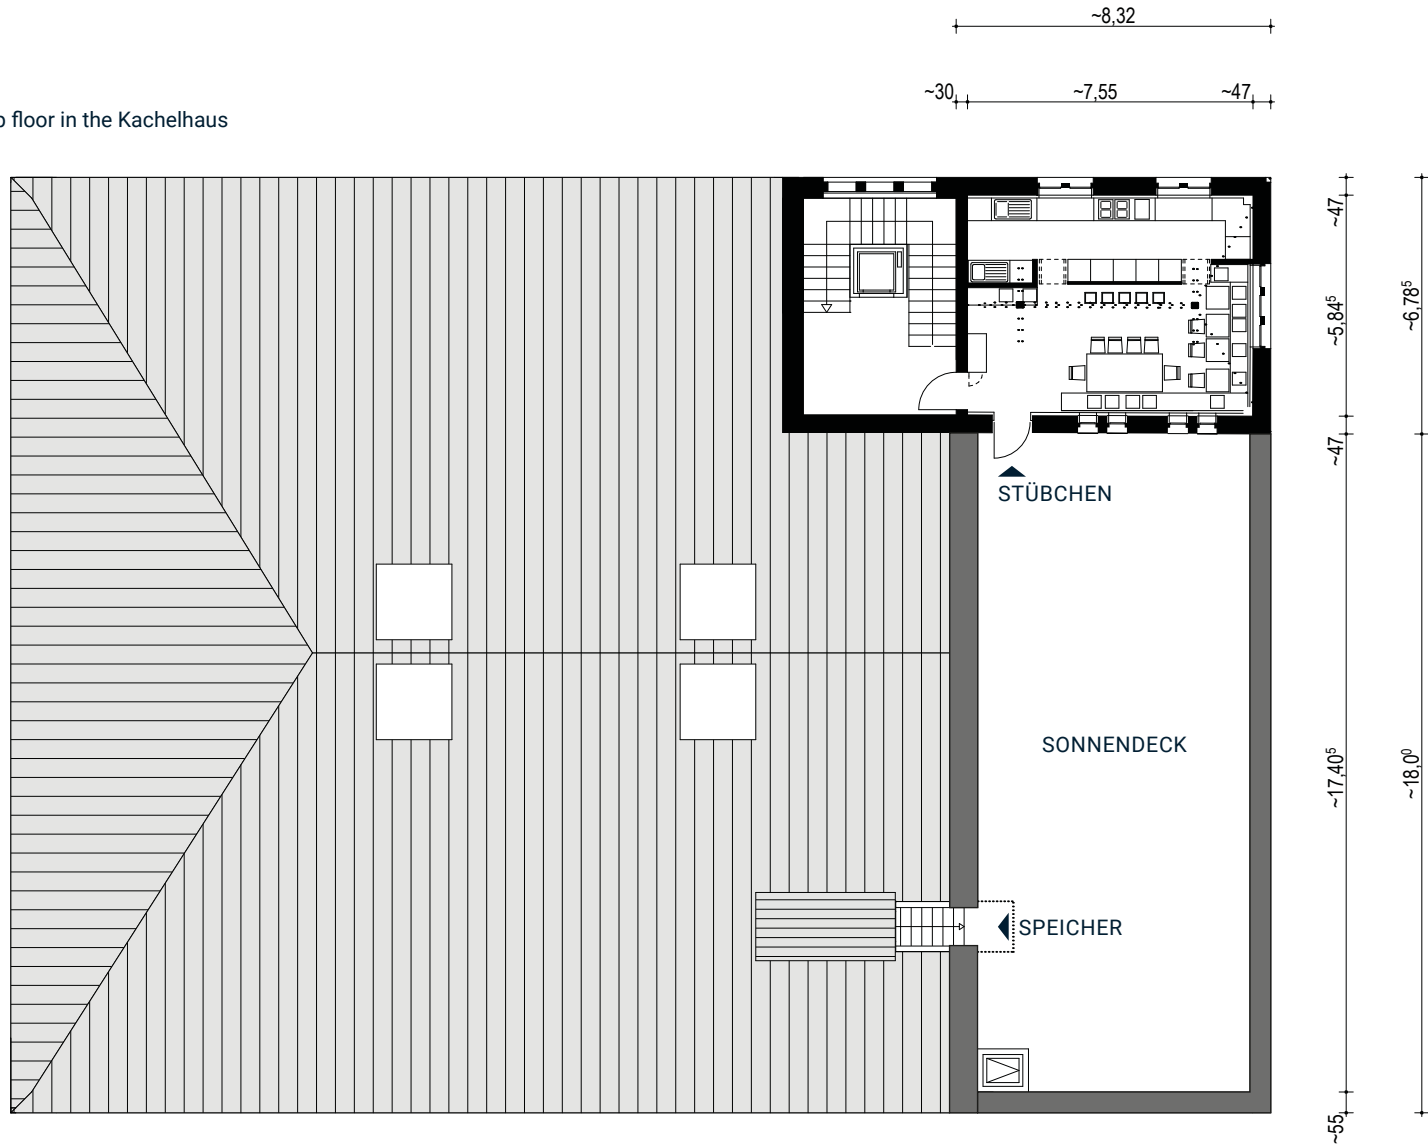 ~8,32
~30 ~7,55 ~47
floor in the Kachelhaus
~47
~5,84⁵
~6,78⁵
~47
STÜBCHEN
SONNENDECK
~17,40⁵
~18,0⁰
SPEICHER
~55